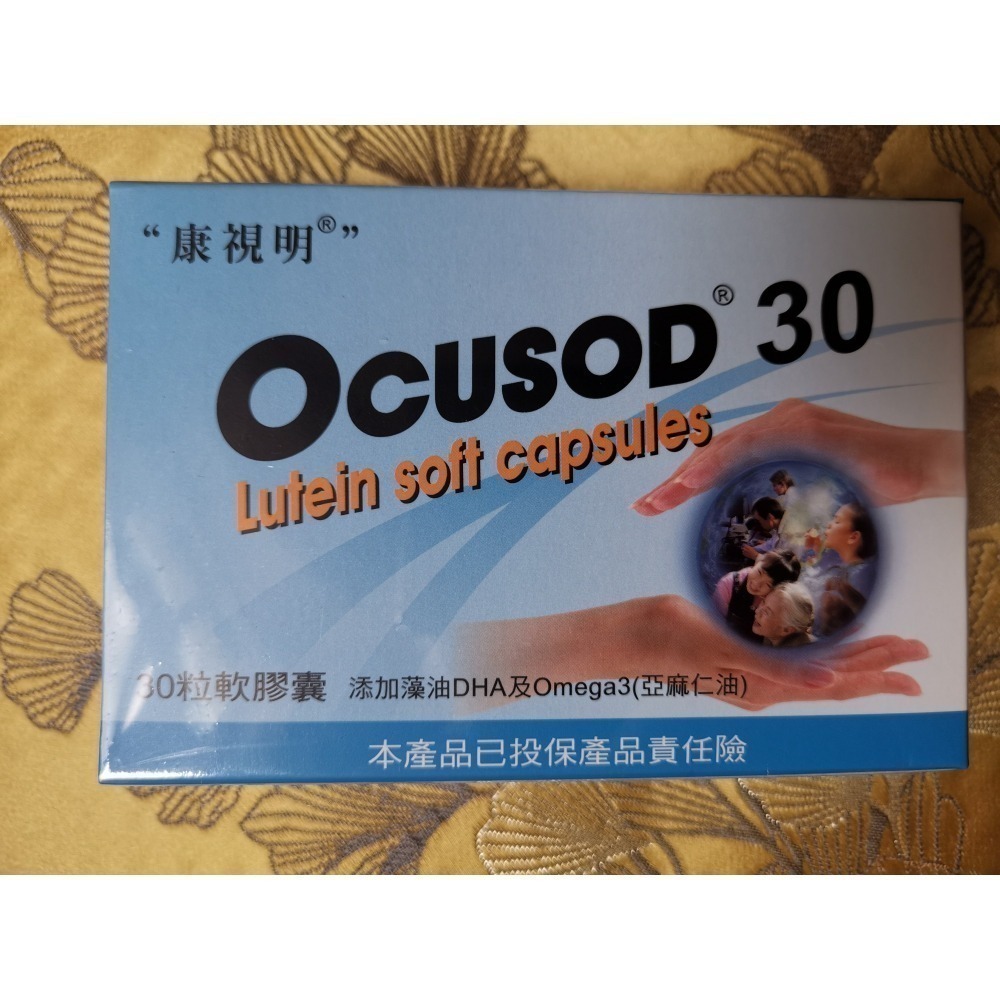 “康視明®”
OCUSOD® 30
Lutein soft capsules
30粒軟膠囊 添加藻油DHA及Omega3(亞麻仁油)
本產品已投保產品責任險